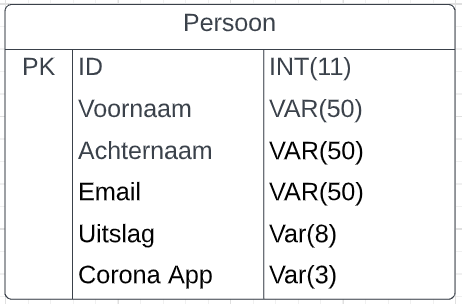 Persoon
PK ID INT(11)
Voornaam VAR(50)
Achternaam VAR(50)
Email VAR(50)
Uitslag Var(8)
Corona App Var(3)